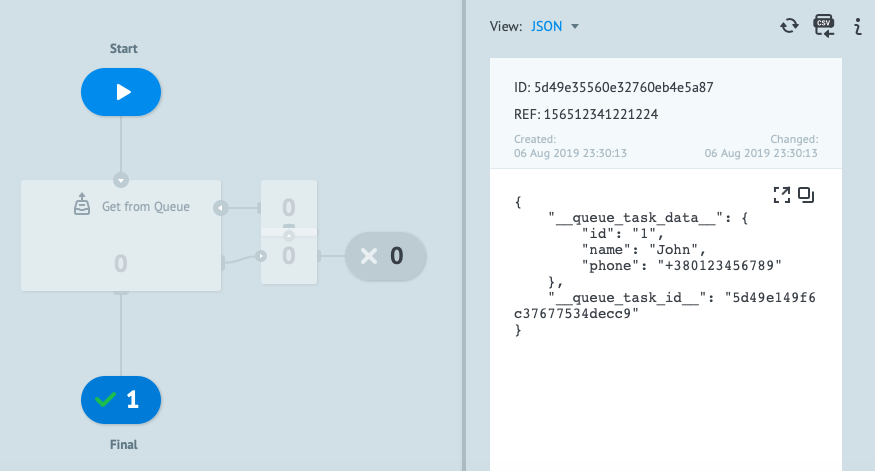 Start
Get from Queue
0
0
0
0
1
Final
View: JSON
CSV
i
ID: 5d49e35560e32760eb4e5a87
REF: 156512341221224
Created: Changed:
06 Aug 2019 23:30:13 06 Aug 2019 23:30:13
{
"__queue_task_data__": {
"id": "1",
"name": "John",
"phone": "+380123456789"
},
"__queue_task_id__": "5d49e149f6
c37677534decc9"
}